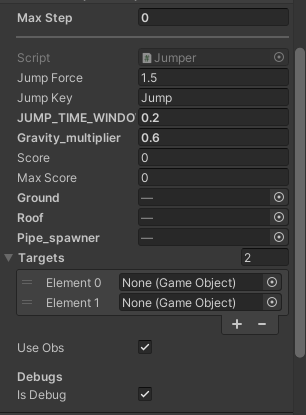 Max Step 0
Script Jumper
Jump Force 1.5
Jump Key Jump
JUMP_TIME_WINDO 0.2
Gravity_multiplier 0.6
Score 0
Max Score 0
Ground —
Roof —
Pipe_spawner —
Targets 2
Element 0 None (Game Object)
Element 1 None (Game Object)
+ −
Use Obs
Debugs
Is Debug